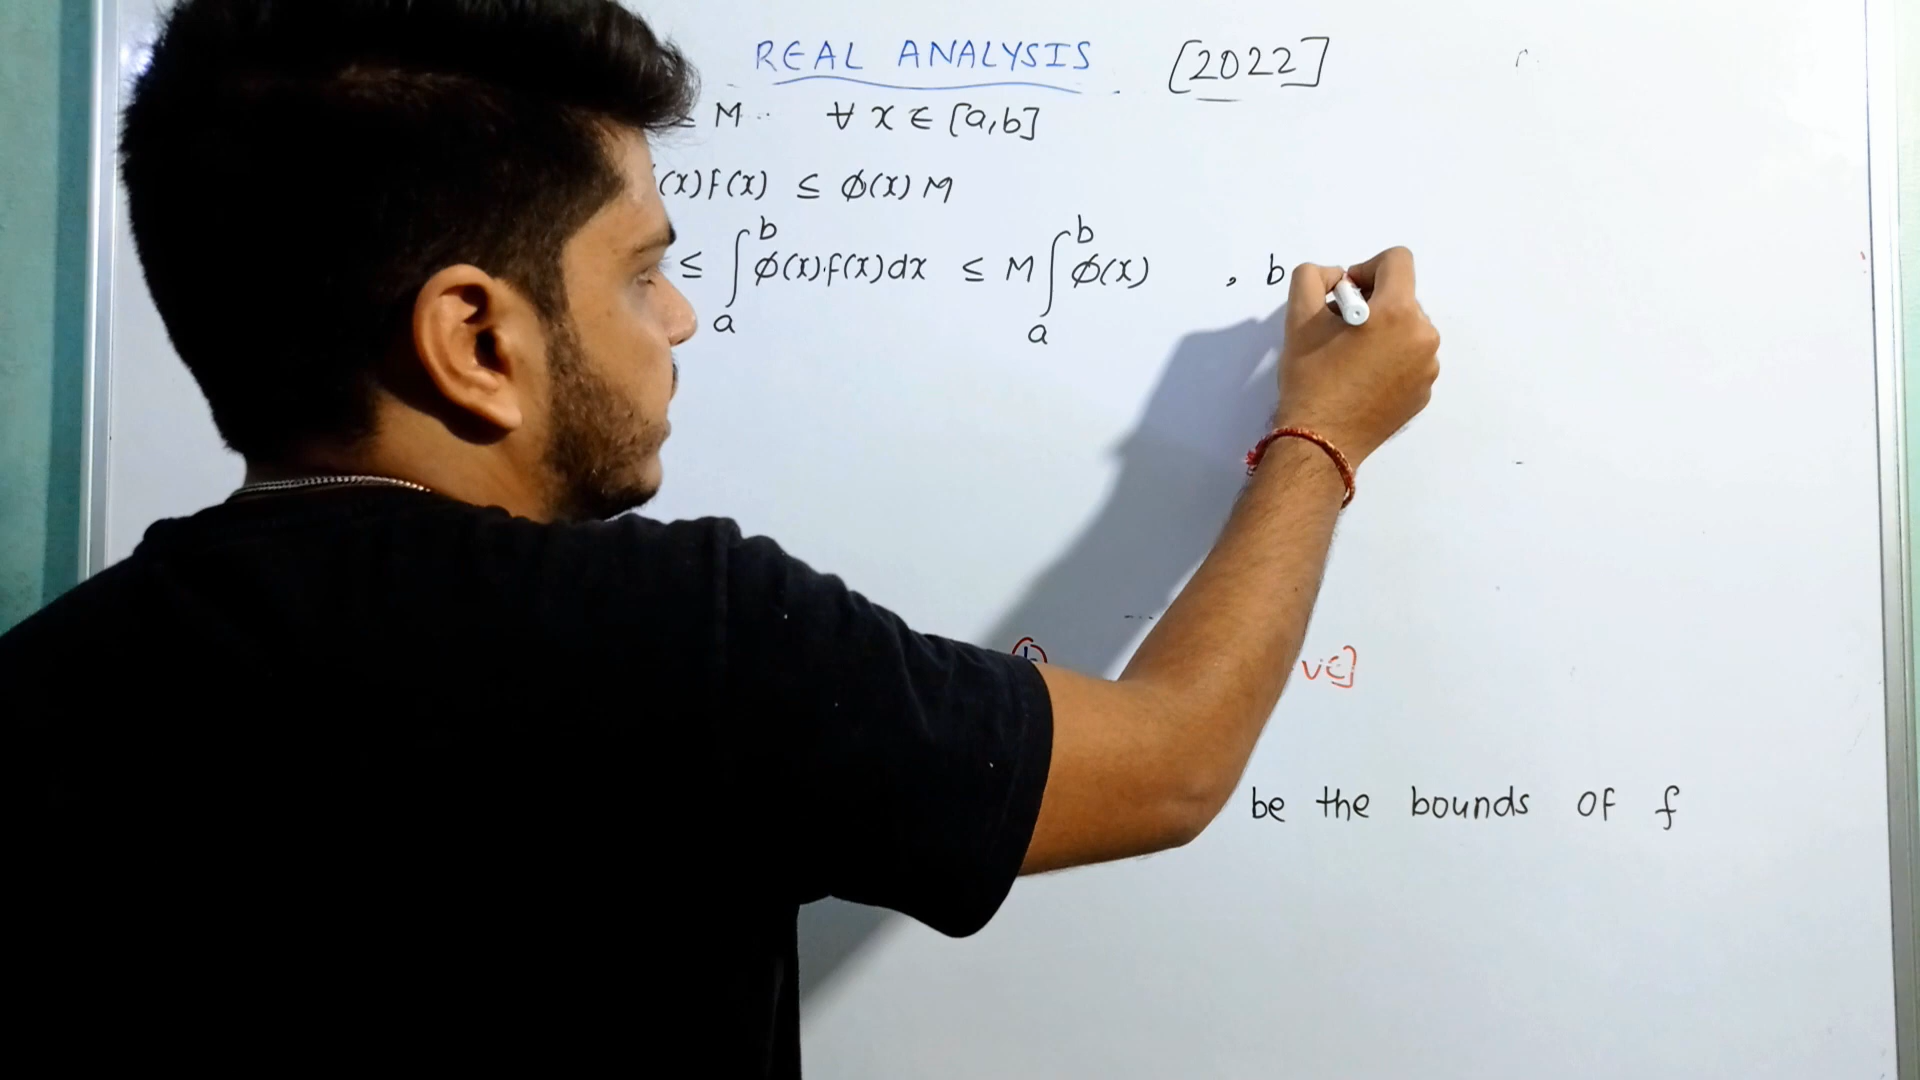 REAL ANALYSIS [2022]
≤ M ∀ x ∈ [a,b]
(x)f(x) ≤ ϕ(x) M
≤ ∫ₐᵇ ϕ(x)·f(x)dx ≤ M ∫ₐᵇ ϕ(x) , b
be the bounds of f